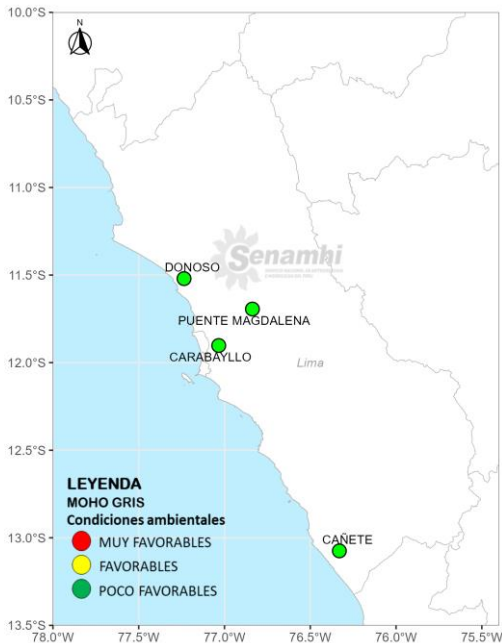 10.0°S
N
10.5°S
11.0°S
Senamhi
11.5°S
DONOSO
PUENTE MAGDALENA
CARABAYLLO
Lima
12.0°S
12.5°S
LEYENDA
MOHO GRIS
Condiciones ambientales
MUY FAVORABLES
FAVORABLES
POCO FAVORABLES
CAÑETE
13.0°S
13.5°S
78.0°W 77.5°W 77.0°W 76.5°W 76.0°W 75.5°W